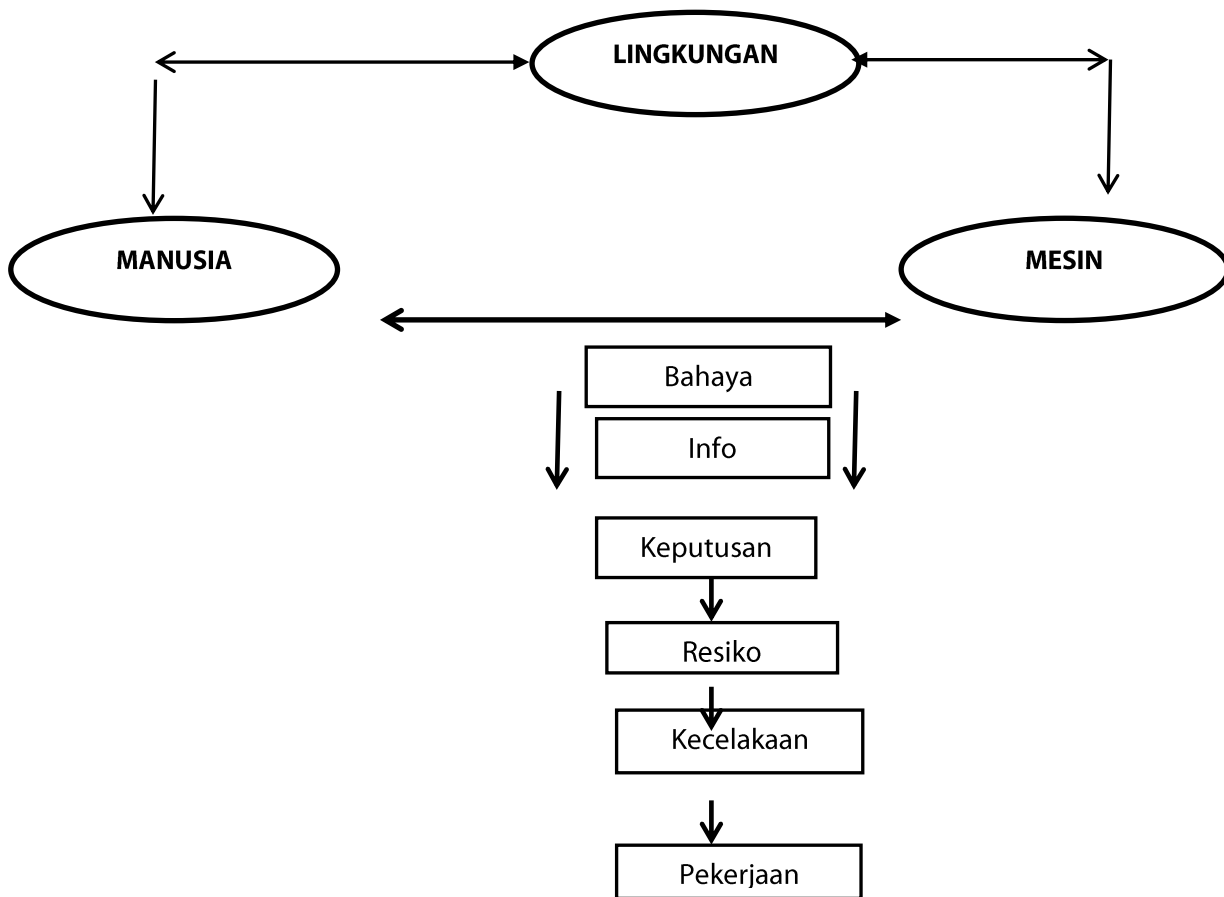 LINGKUNGAN
MANUSIA
MESIN
Bahaya
Info
Keputusan
Resiko
Kecelakaan
Pekerjaan